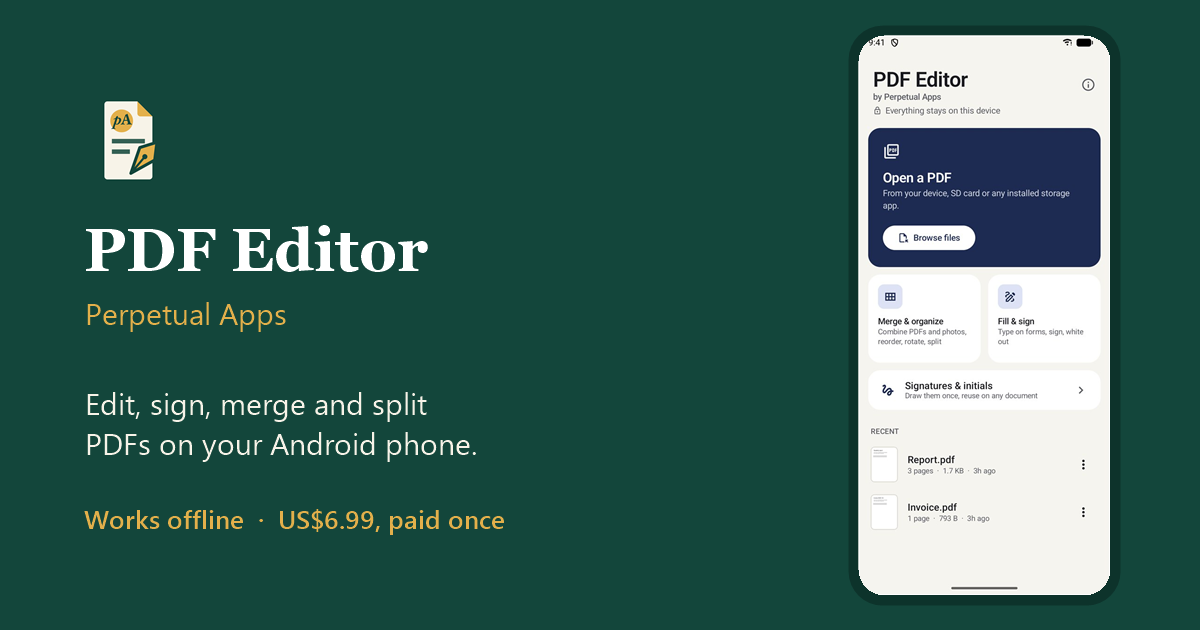 pA
PDF Editor
Perpetual Apps
Edit, sign, merge and split
PDFs on your Android phone.
Works offline · US$6.99, paid once
9:41
PDF Editor
by Perpetual Apps
Everything stays on this device
PDF
Open a PDF
From your device, SD card or any installed storage
app.
Browse files
Merge & organize
Combine PDFs and photos,
reorder, rotate, split
Fill & sign
Type on forms, sign, white
out
Signatures & initials
Draw them once, reuse on any document
RECENT
Report.pdf
3 pages · 1.7 KB · 3h ago
Invoice.pdf
1 page · 793 B · 3h ago